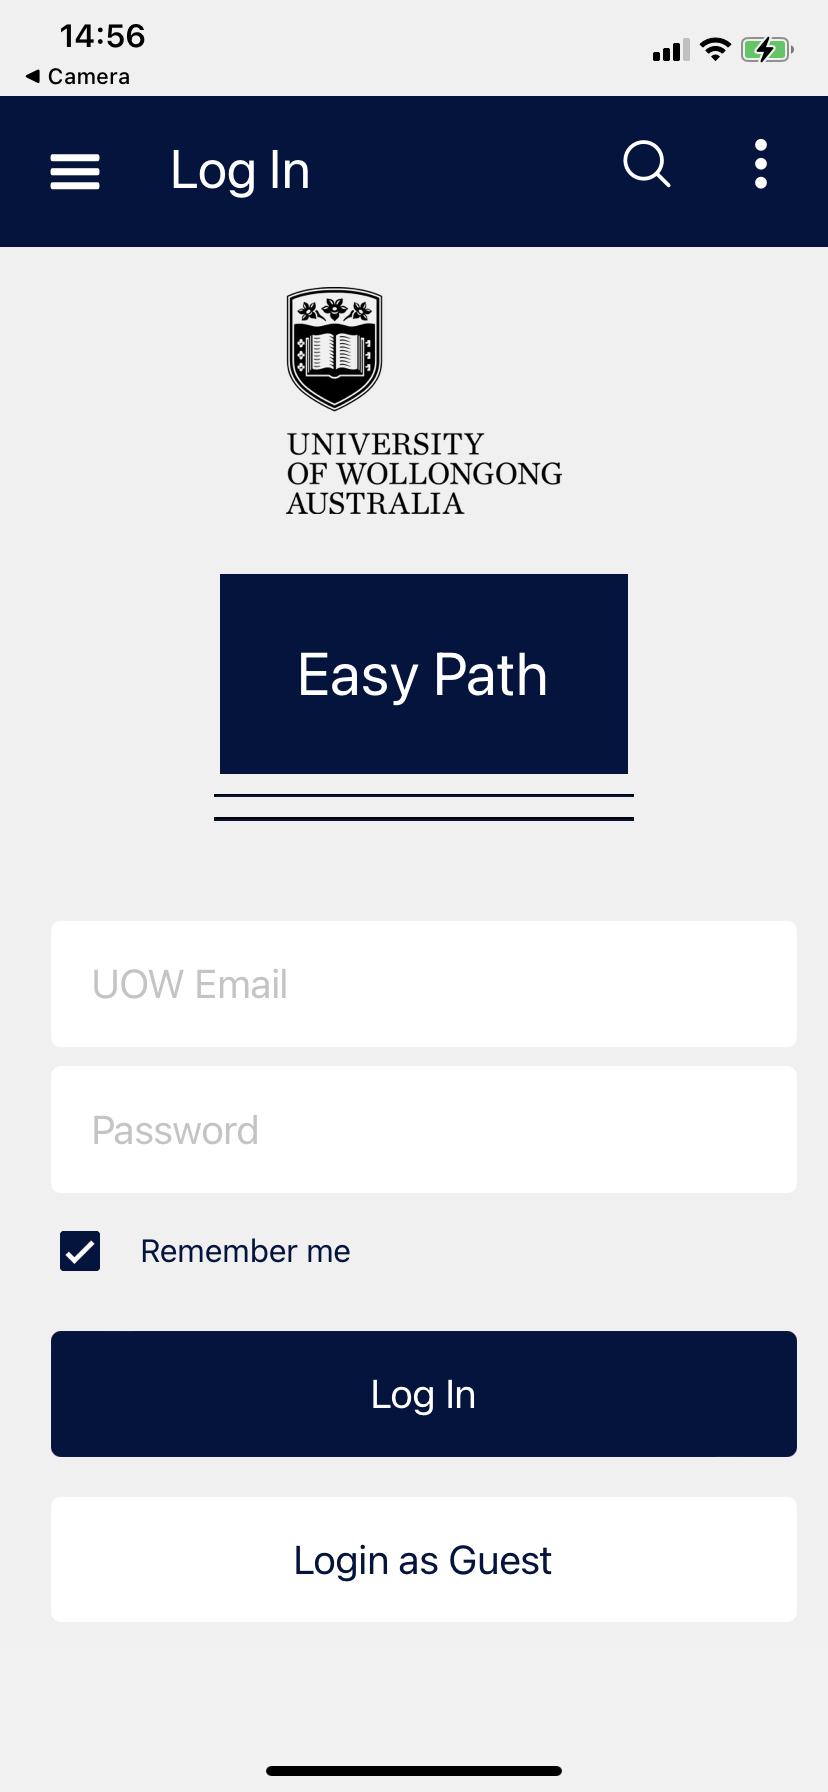 14:56
◀ Camera
Log In
UNIVERSITY
OF WOLLONGONG
AUSTRALIA
Easy Path
UOW Email
Password
Remember me
Log In
Login as Guest